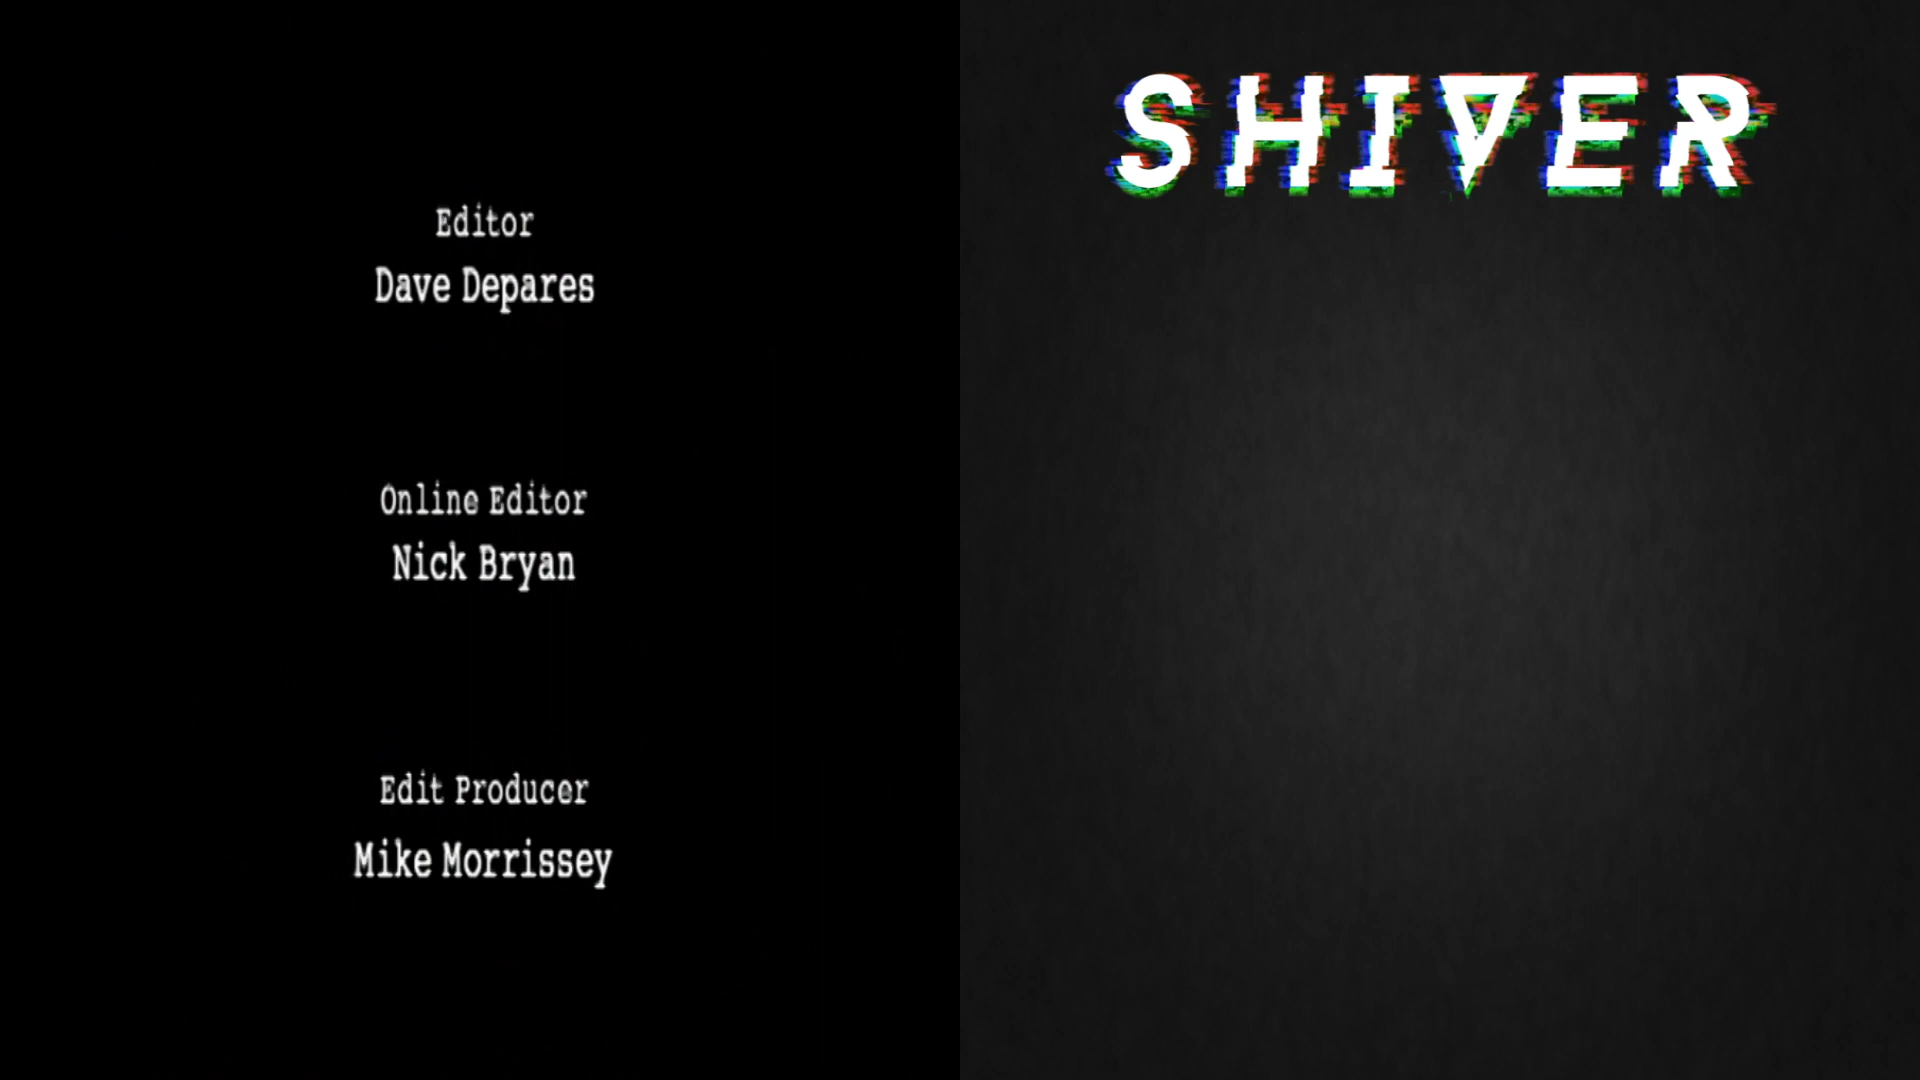 Editor
Dave Depares
Online Editor
Nick Bryan
Edit Producer
Mike Morrissey
SHIVER